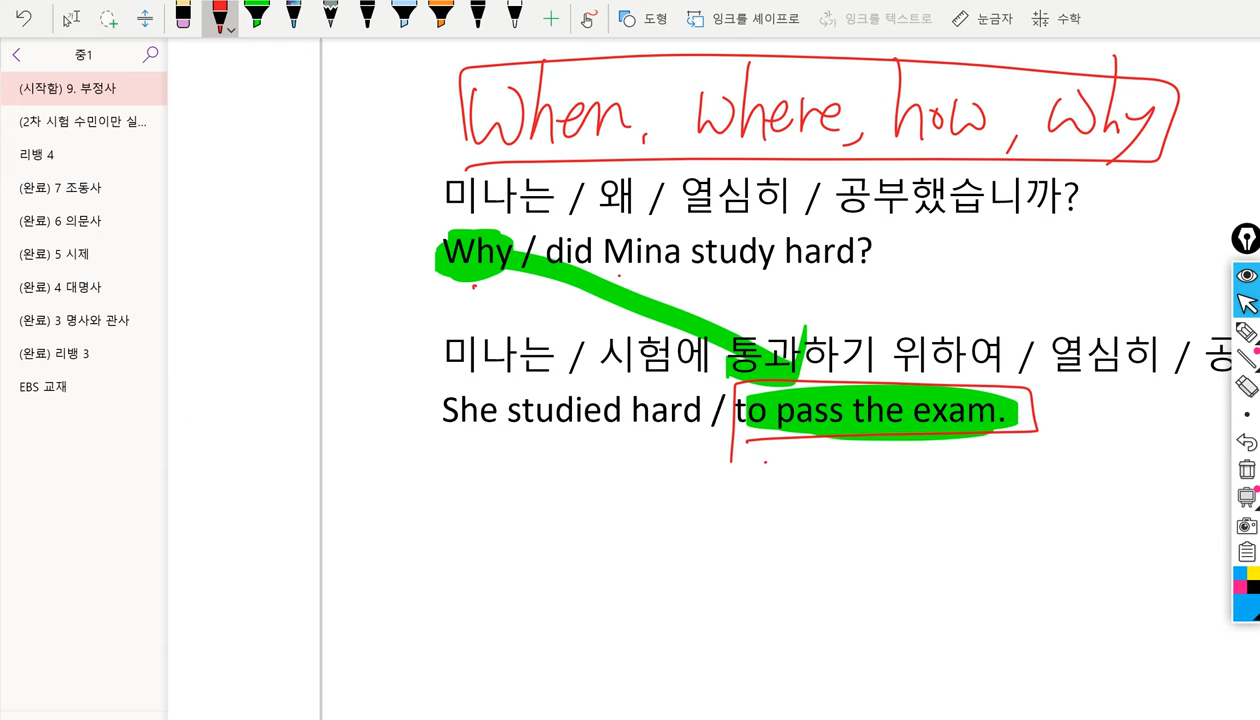 도형
잉크를 셰이프로
잉크를 텍스트로
눈금자
수학
중1
(시작함) 9. 부정사
(2차 시험 수민이만 실...
리뱅 4
(완료) 7 조동사
(완료) 6 의문사
(완료) 5 시제
(완료) 4 대명사
(완료) 3 명사와 관사
(완료) 리뱅 3
EBS 교재
When, where, how, why
미나는 / 왜 / 열심히 / 공부했습니까?
Why / did Mina study hard?
미나는 / 시험에 통과하기 위하여 / 열심히 / 공
She studied hard / to pass the exam.